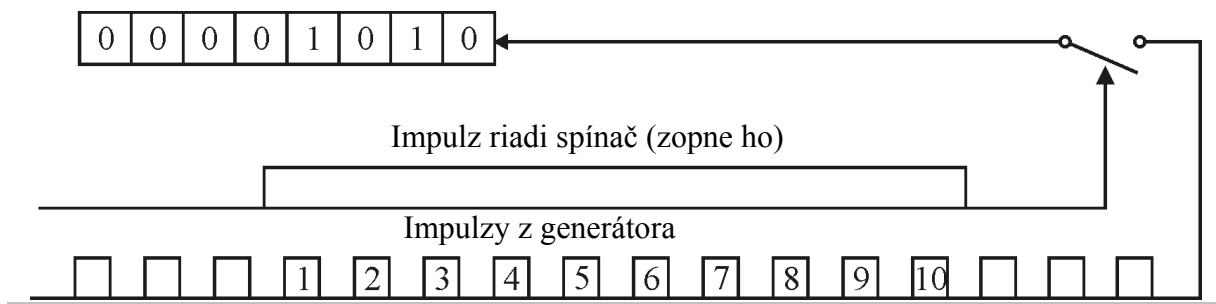 0 0 0 0 1 0 1 0
Impulz riadi spínač (zopne ho)
Impulzy z generátora
1 2 3 4 5 6 7 8 9 10